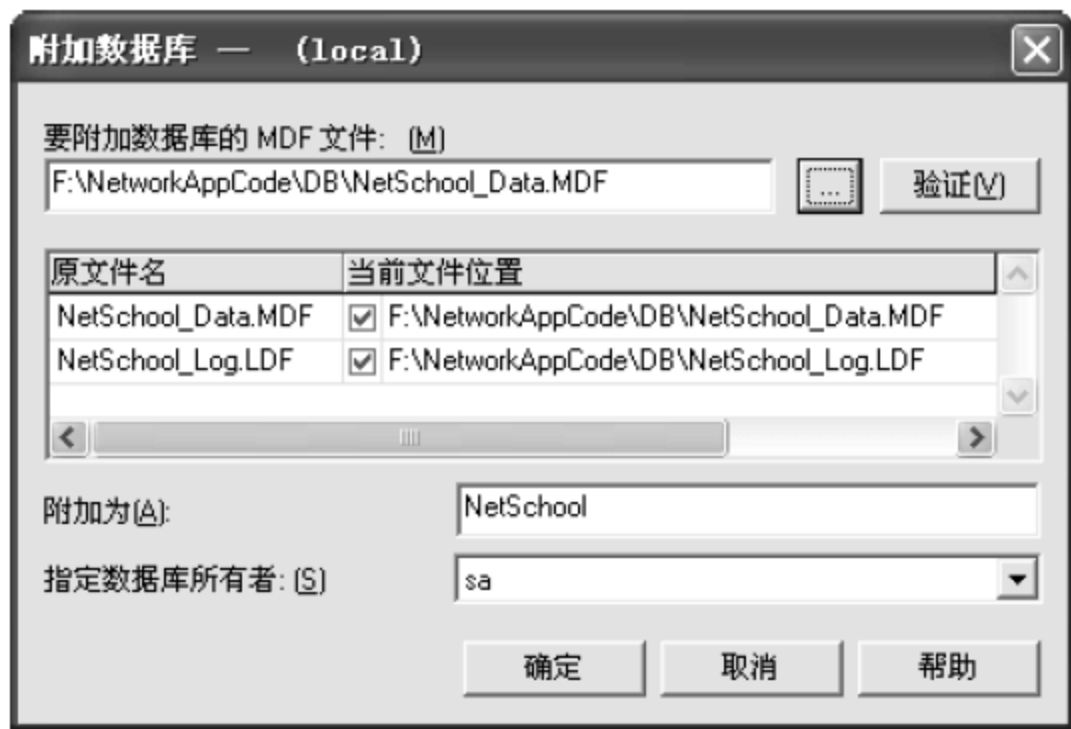 附加数据库 — (local)
要附加数据库的 MDF 文件: (M)
F:\NetworkAppCode\DB\NetSchool_Data.MDF ... 验证(V)
原文件名 当前文件位置
NetSchool_Data.MDF F:\NetworkAppCode\DB\NetSchool_Data.MDF
NetSchool_Log.LDF F:\NetworkAppCode\DB\NetSchool_Log.LDF
附加为(A): NetSchool
指定数据库所有者: (S) sa
确定 取消 帮助